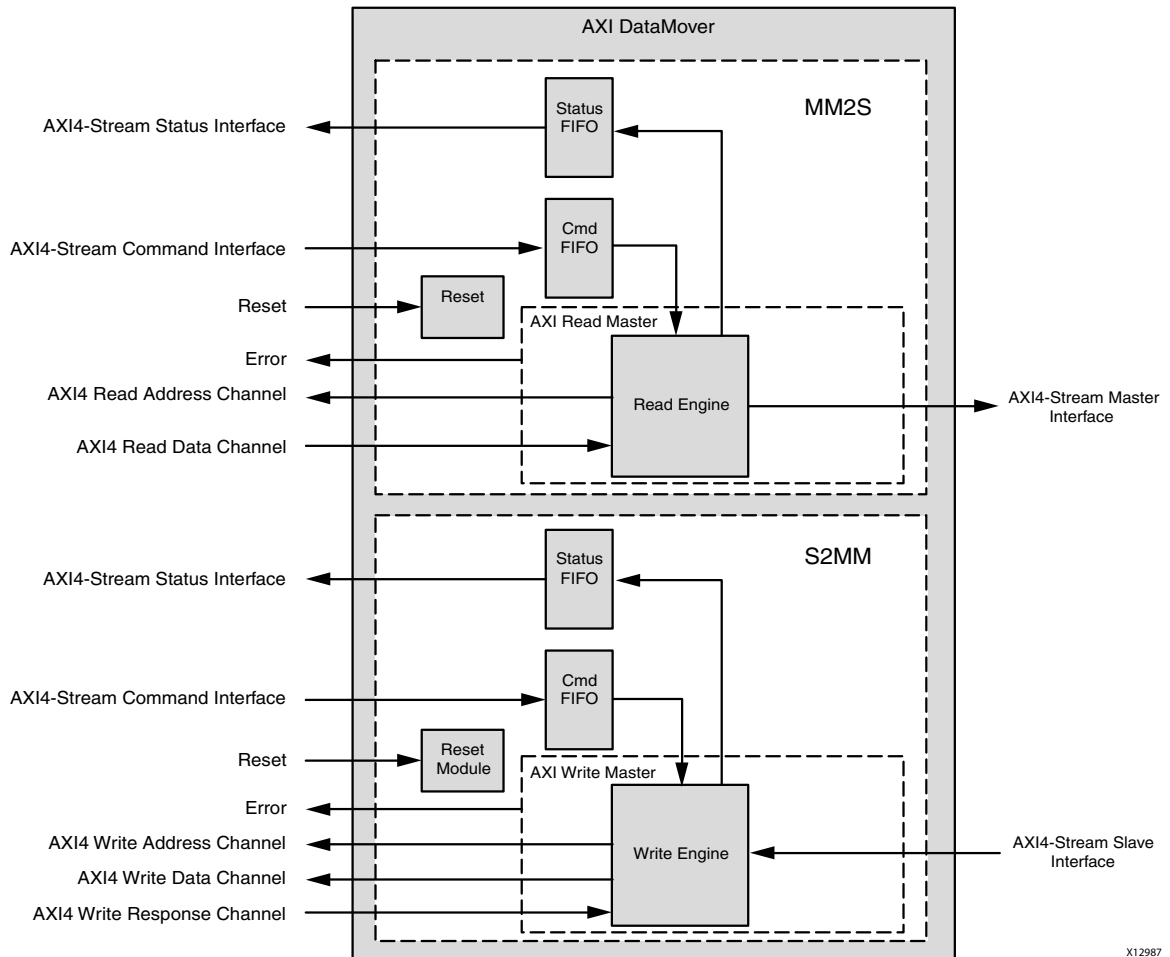 AXI DataMover
MM2S
Status
FIFO
AXI4-Stream Status Interface
Cmd
FIFO
AXI4-Stream Command Interface
Reset
Reset
AXI Read Master
Error
AXI4 Read Address Channel
Read Engine
AXI4-Stream Master
Interface
AXI4 Read Data Channel
S2MM
Status
FIFO
AXI4-Stream Status Interface
Cmd
FIFO
AXI4-Stream Command Interface
Reset
Reset
Module
AXI Write Master
Error
AXI4 Write Address Channel
Write Engine
AXI4-Stream Slave
Interface
AXI4 Write Data Channel
AXI4 Write Response Channel
X12987